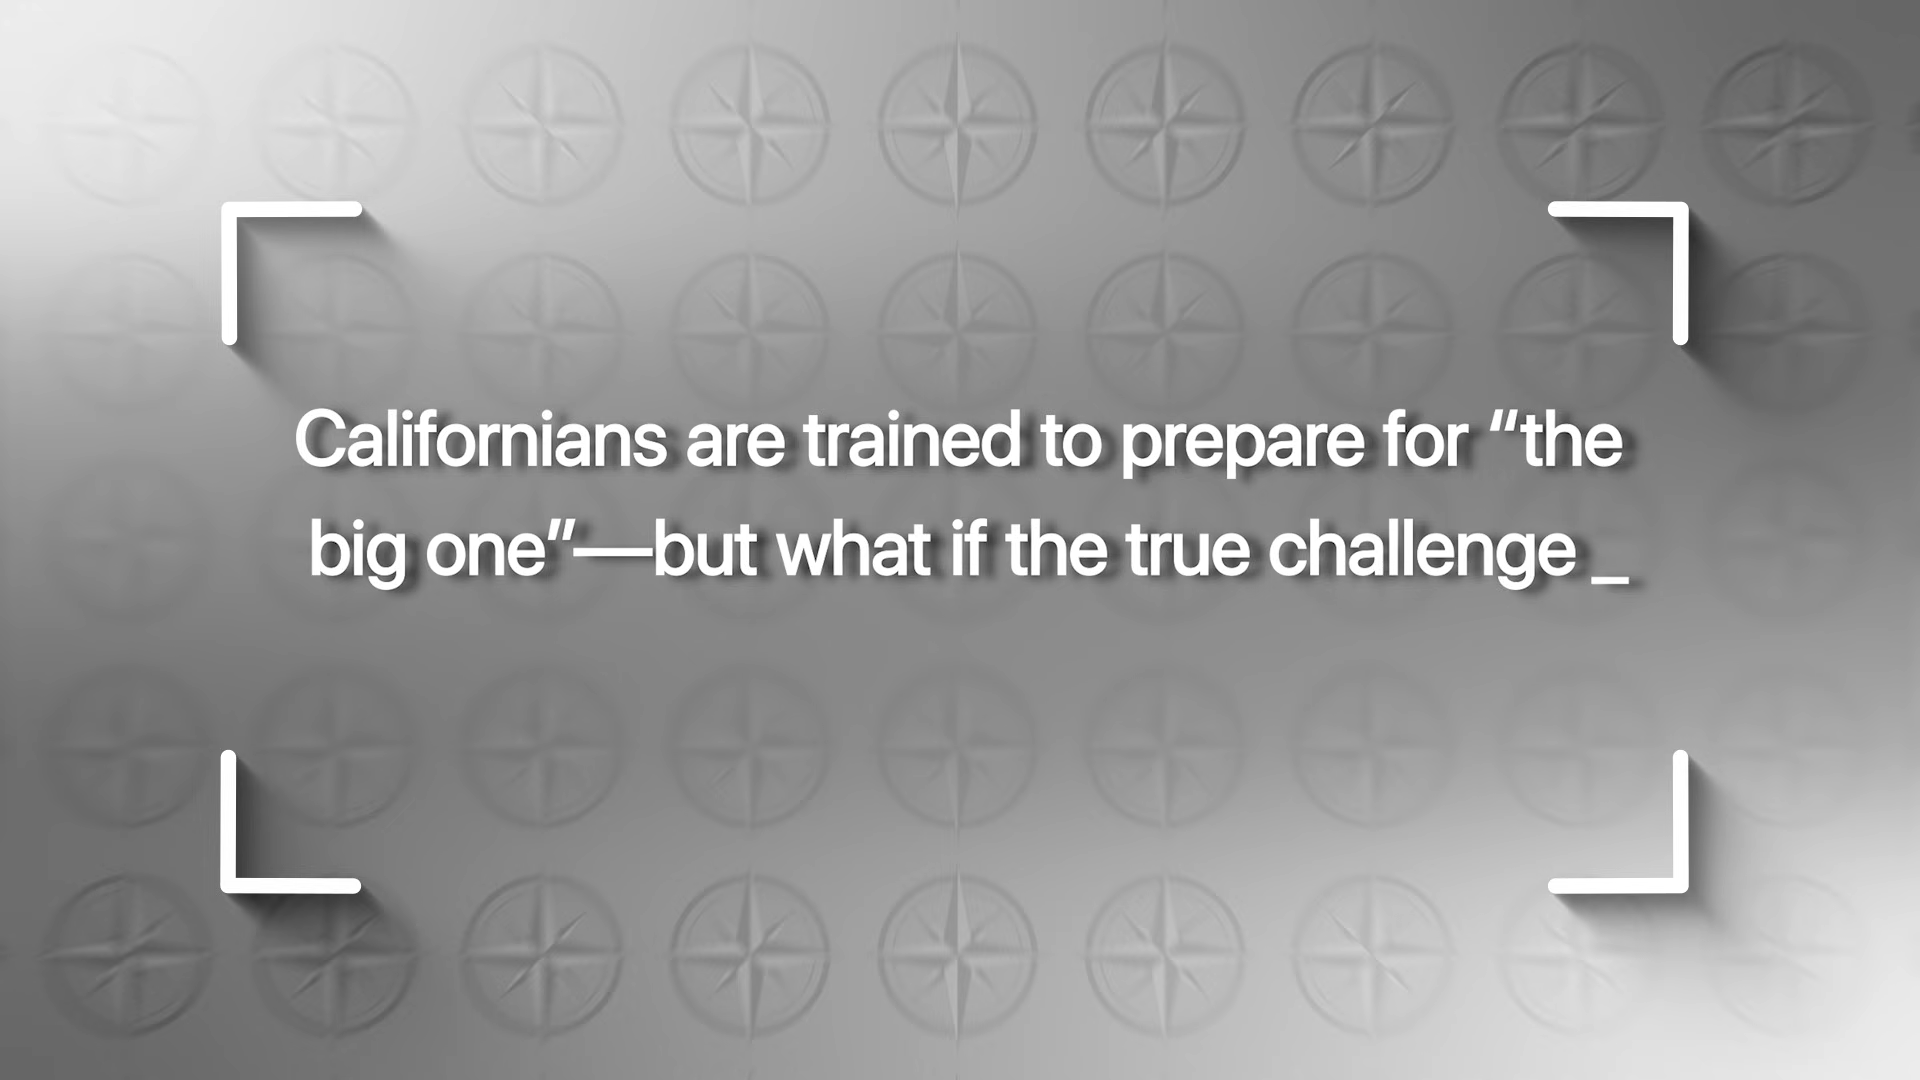 Californians are trained to prepare for “the
big one”—but what if the true challenge _